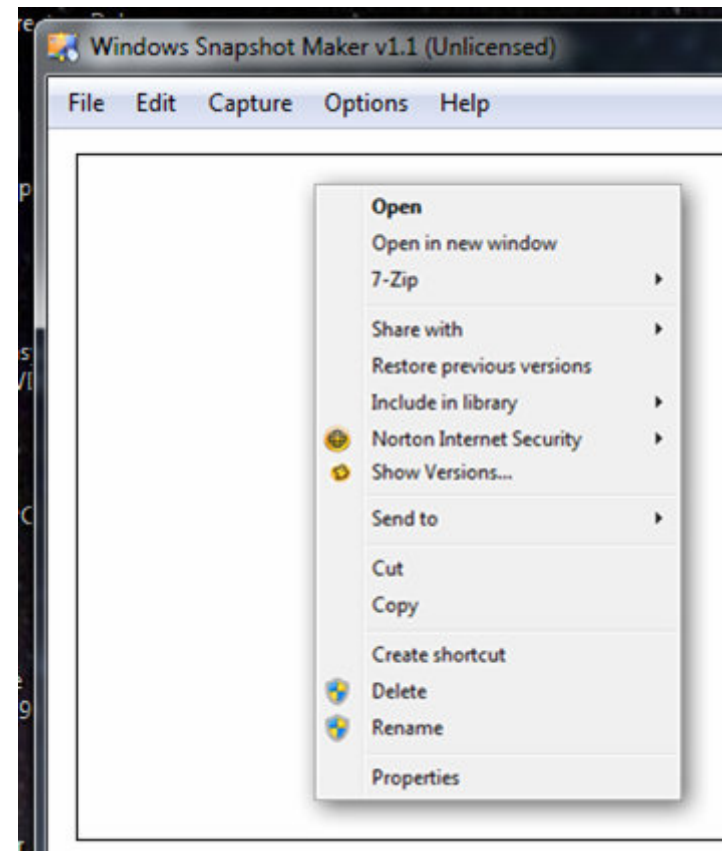 Windows Snapshot Maker v1.1 (Unlicensed)
File Edit Capture Options Help
Open
Open in new window
7-Zip
Share with
Restore previous versions
Include in library
Norton Internet Security
Show Versions...
Send to
Cut
Copy
Create shortcut
Delete
Rename
Properties